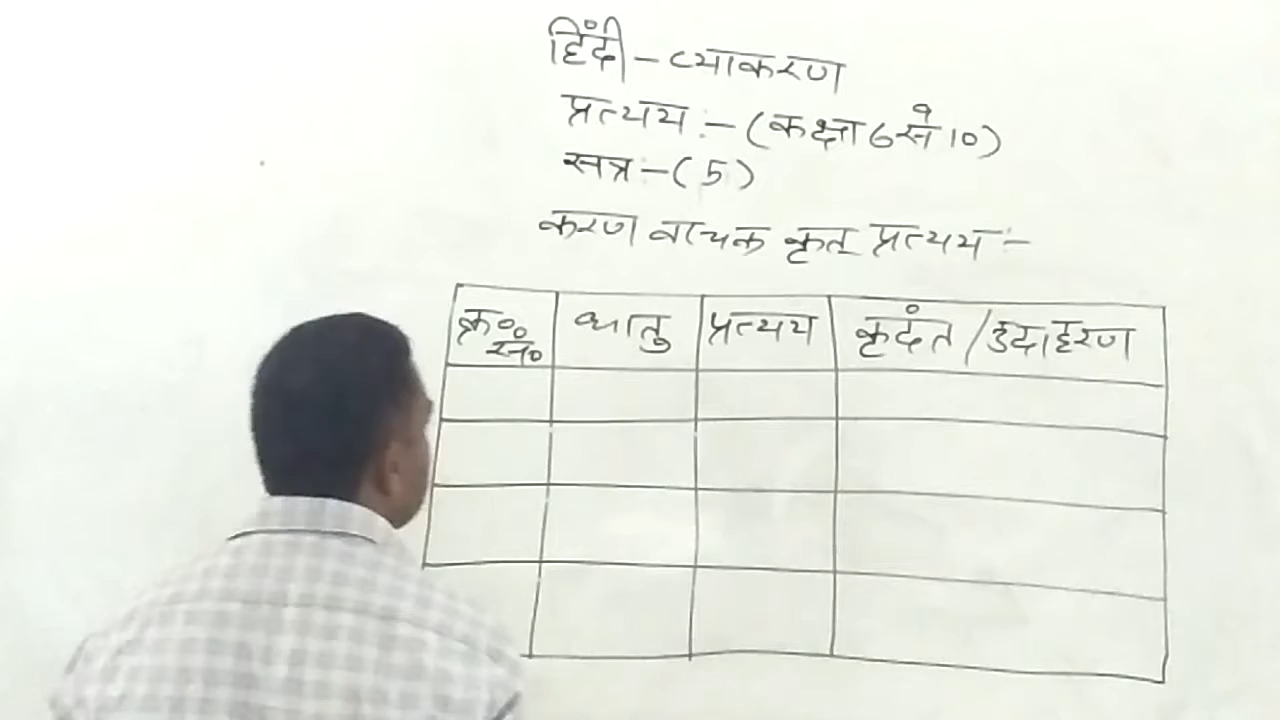 हिंदी - व्याकरण
प्रत्यय :- (कक्षा 6 से 10)
सत्र :- (5)
करण वाचक कृत् प्रत्यय :-
क्र० सं० धातु प्रत्यय कृदंत / उदाहरण